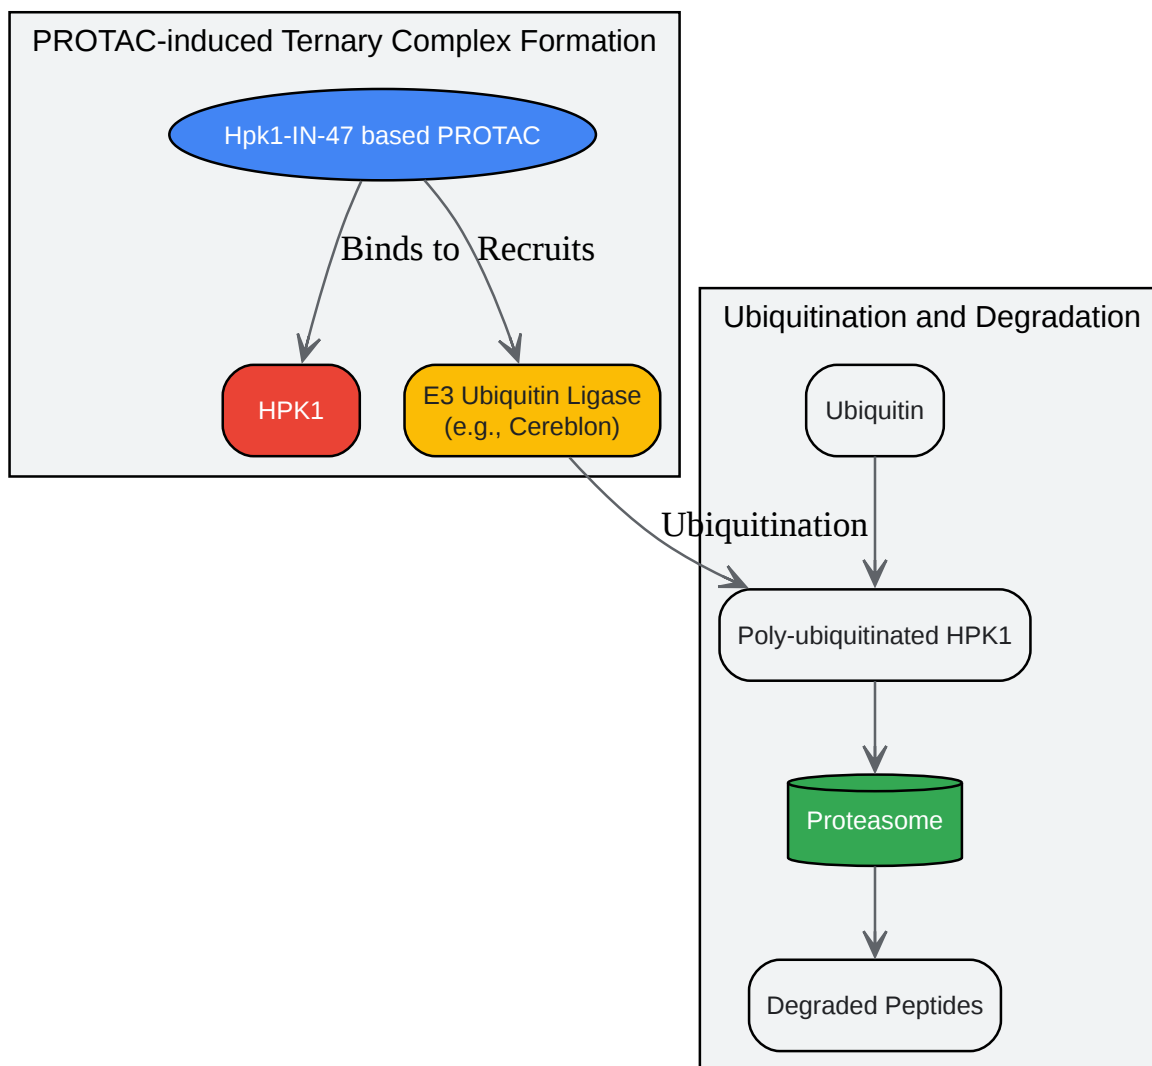 PROTAC-induced Ternary Complex Formation
Hpk1-IN-47 based PROTAC
Binds to
Recruits
HPK1
E3 Ubiquitin Ligase
(e.g., Cereblon)
Ubiquitination and Degradation
Ubiquitin
Ubiquitination
Poly-ubiquitinated HPK1
Proteasome
Degraded Peptides